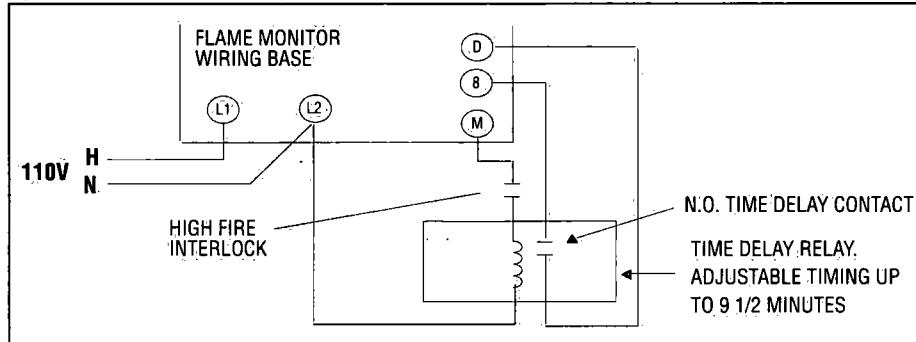 FLAME MONITOR
WIRING BASE
D
8
M
L1
L2
110V
H
N
HIGH FIRE
INTERLOCK
N.O. TIME DELAY CONTACT
TIME DELAY RELAY.
ADJUSTABLE TIMING UP
TO 9 1/2 MINUTES